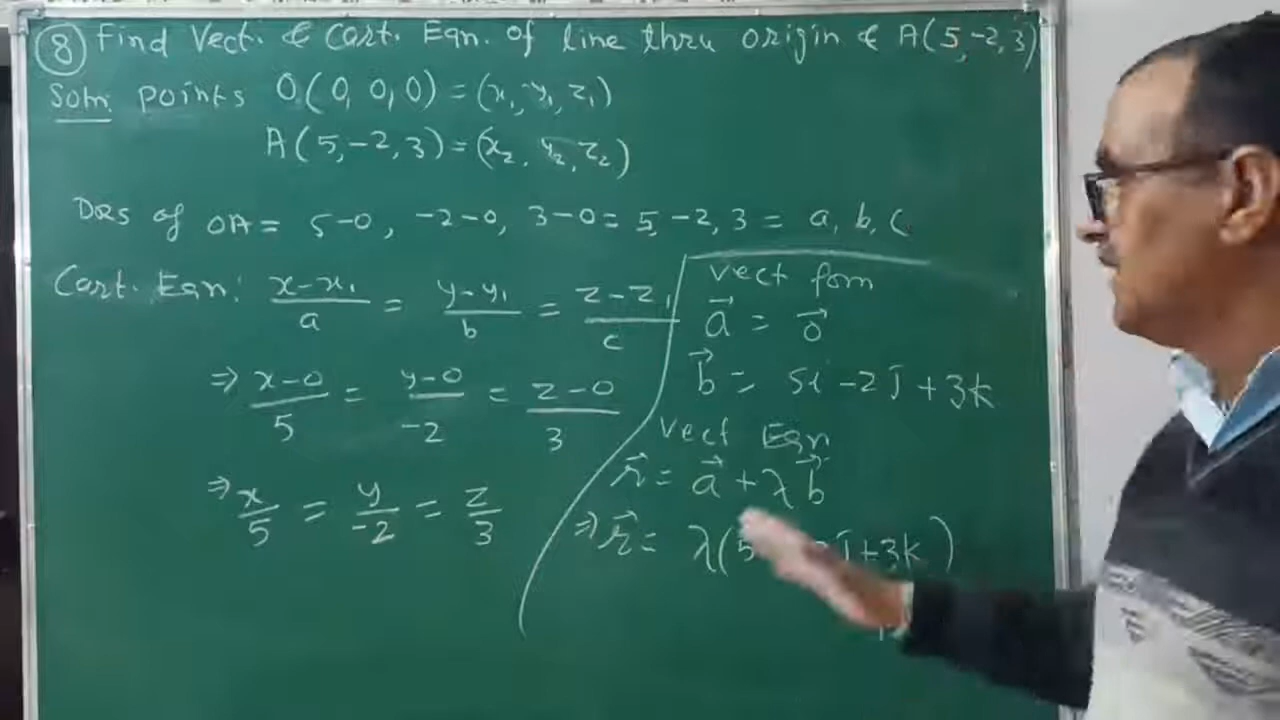 ⑧ Find Vect. & Cart. Eqn. of line thru origin & A(5,-2,3)
Soln. points O(0,0,0) = (x₁, y₁, z₁)
A(5,-2,3) = (x₂, y₂, z₂)
DRs of OA = 5-0, -2-0, 3-0 = 5,-2,3 = a, b, c
Cart. Eqn: (x-x₁)/a = (y-y₁)/b = (z-z₁)/c
⇒ (x-0)/5 = (y-0)/-2 = (z-0)/3
⇒ x/5 = y/-2 = z/3
Vect form
a⃗ = 0⃗
b⃗ = 5i -2j +3k
Vect Eqn
r⃗ = a⃗ + λb⃗
⇒ r⃗ = λ(5 j+3k)